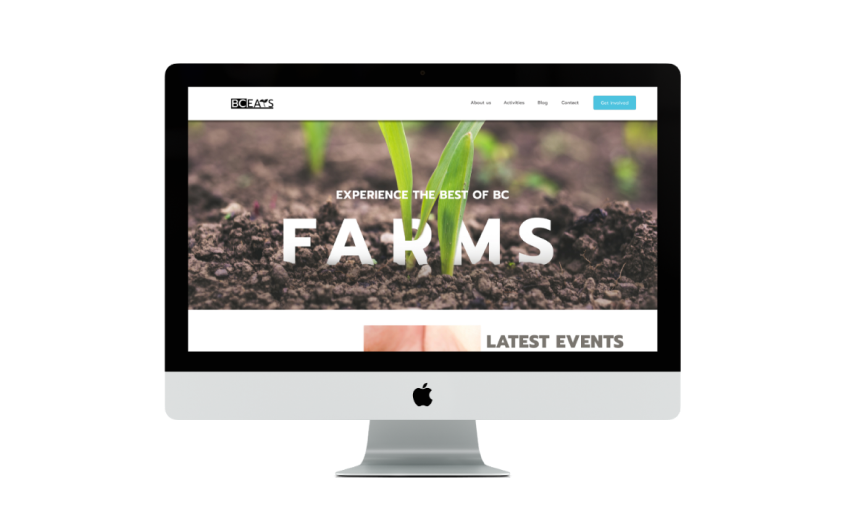 BCEATS
About us
Activities
Blog
Contact
Get Involved
EXPERIENCE THE BEST OF BC
FARMS
LATEST EVENTS